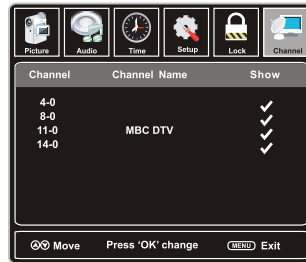 Picture Audio Time Setup Lock Channel
Channel Channel Name Show
4-0
8-0
11-0 MBC DTV
14-0
Move Press ‘OK’ change MENU Exit